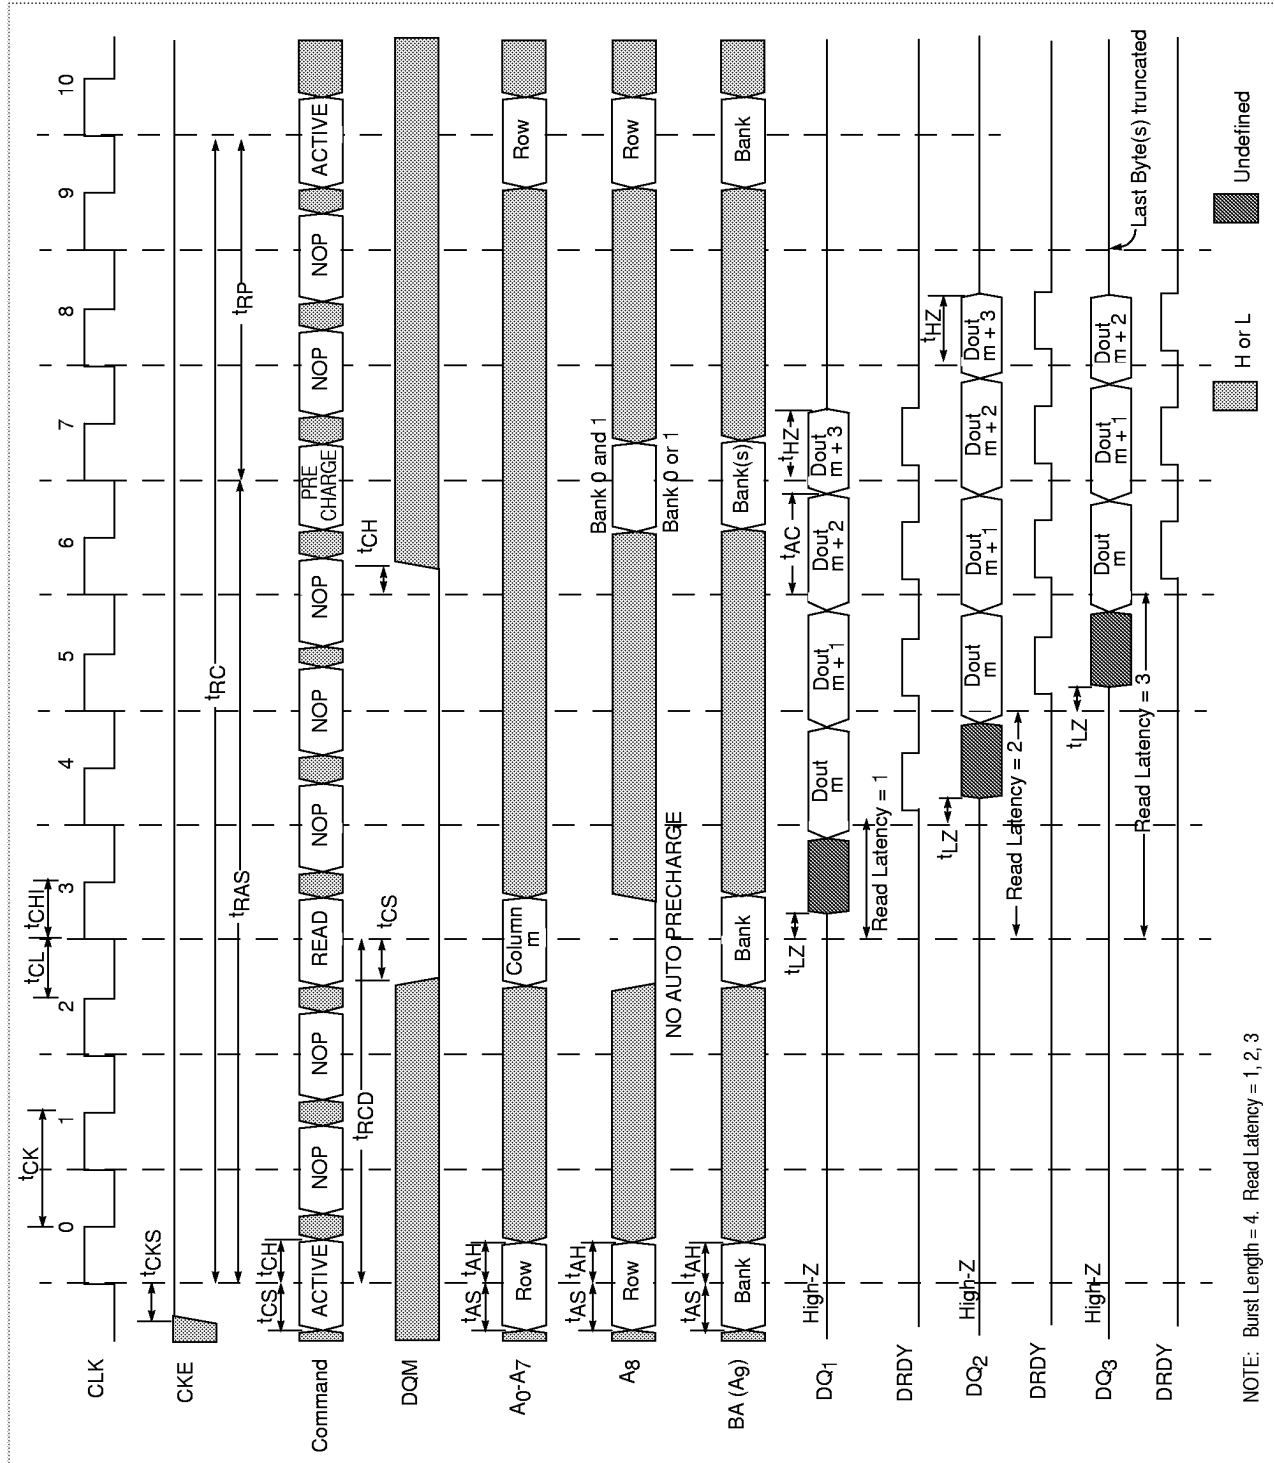 CLK
tCKS
0
tCK
1
2
tCL
tCHI
3
4
5
6
7
8
9
10
CKE
tRC
tRAS
tRP
Command
tCS
tCH
ACTIVE
NOP
NOP
READ
NOP
NOP
NOP
PRE
CHARGE
NOP
NOP
ACTIVE
tRCD
tCS
tCH
DQM
A0-A7
tAS
tAH
Row
Column
m
Row
A8
tAS
tAH
Row
NO AUTO PRECHARGE
Bank 0 and 1
Bank 0 or 1
Row
BA (A9)
tAS
tAH
Bank
Bank
Bank(s)
Bank
DQ1
High-Z
tLZ
Dout
m
Dout
m + 1
tAC
Dout
m + 2
tHZ
Dout
m + 3
Read Latency = 1
DRDY
DQ2
High-Z
tLZ
Dout
m
Dout
m + 1
Dout
m + 2
tHZ
Dout
m + 3
Read Latency = 2
DRDY
DQ3
High-Z
tLZ
Dout
m
Dout
m + 1
Dout
m + 2
Last Byte(s) truncated
Read Latency = 3
DRDY
H or L
Undefined
NOTE: Burst Length = 4. Read Latency = 1, 2, 3